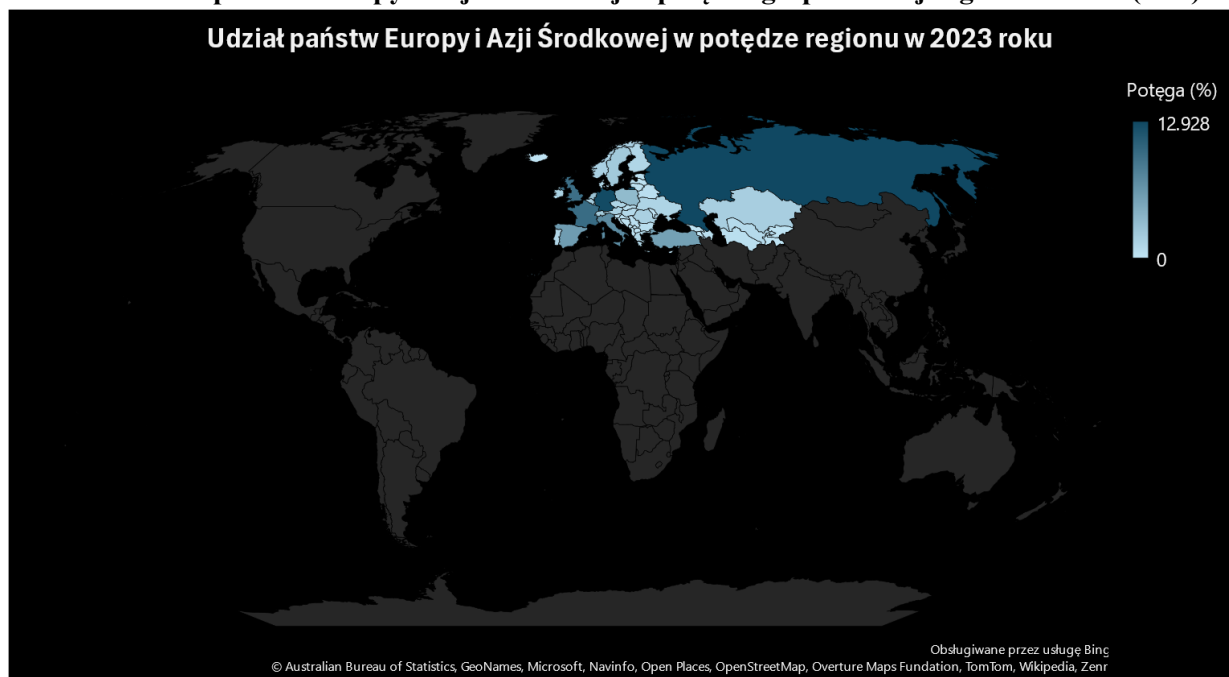 Udział państw Europy i Azji Środkowej w potędze regionu w 2023 roku
Potęga (%)
12.928
0
Obsługiwane przez usługę Bing
© Australian Bureau of Statistics, GeoNames, Microsoft, Navinfo, Open Places, OpenStreetMap, Overture Maps Fundation, TomTom, Wikipedia, Zenr